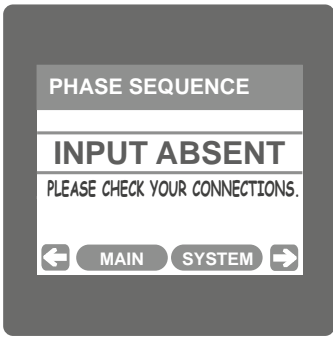 PHASE SEQUENCE
INPUT ABSENT
PLEASE CHECK YOUR CONNECTIONS.
MAIN SYSTEM